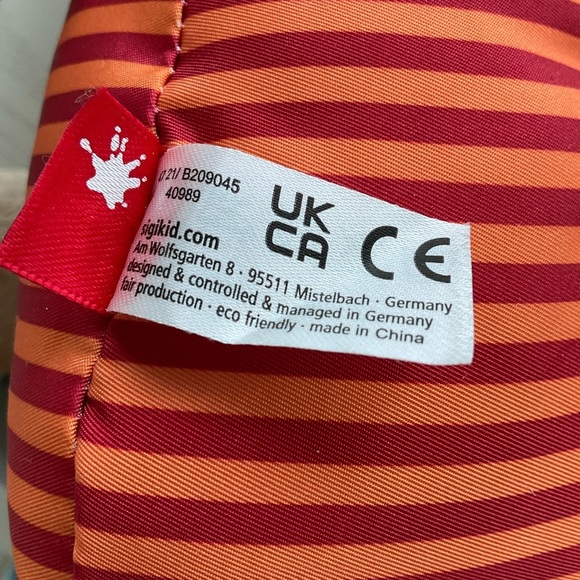 21/ B209045
40989
UK
CA
CE
sigikid.com
Am Wolfsgarten 8 · 95511 Mistelbach · Germany
designed & controlled & managed in Germany
fair production · eco friendly · made in China